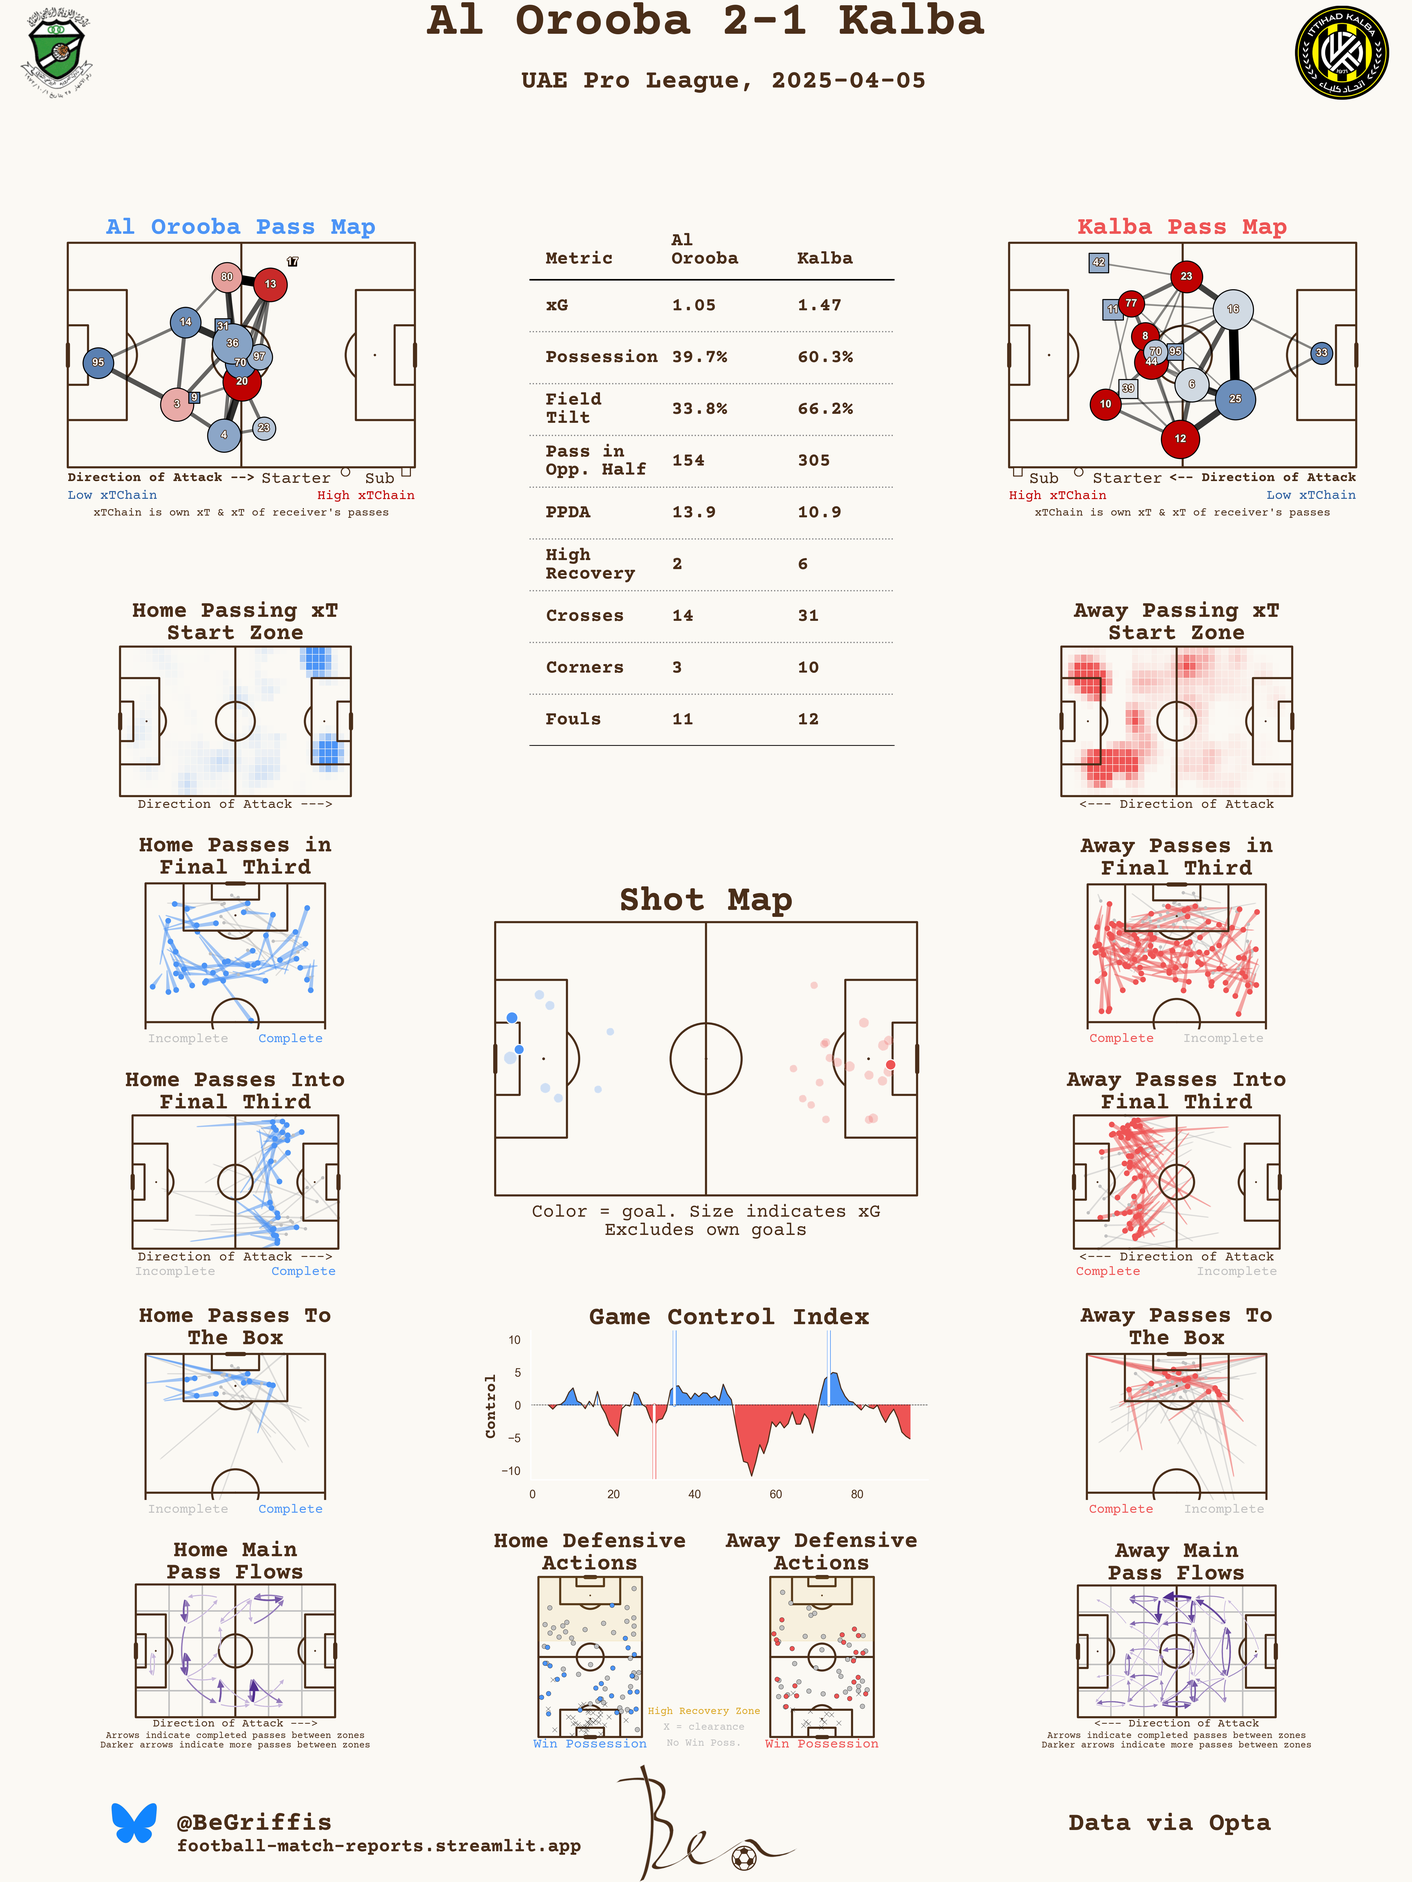 Al Orooba 2-1 Kalba
UAE Pro League, 2025-04-05
ITTIHAD KALBA
1971
اتحاد كلباء
Al Orooba Pass Map
80
17
13
14
31
36
95
70
97
20
3
9
4
23
Direction of Attack --> Starter Sub
Low xTChain High xTChain
xTChain is own xT & xT of receiver's passes
Metric Al Orooba Kalba
xG 1.05 1.47
Possession 39.7% 60.3%
Field Tilt 33.8% 66.2%
Pass in Opp. Half 154 305
PPDA 13.9 10.9
High Recovery 2 6
Crosses 14 31
Corners 3 10
Fouls 11 12
Kalba Pass Map
42
23
77
11
16
8
70
95
44
33
39
6
10
25
12
Sub Starter <-- Direction of Attack
High xTChain Low xTChain
xTChain is own xT & xT of receiver's passes
Home Passing xT
Start Zone
Direction of Attack --->
Away Passing xT
Start Zone
<--- Direction of Attack
Home Passes in
Final Third
Incomplete Complete
Away Passes in
Final Third
Complete Incomplete
Shot Map
Color = goal. Size indicates xG
Excludes own goals
Home Passes Into
Final Third
Direction of Attack --->
Incomplete Complete
Away Passes Into
Final Third
<--- Direction of Attack
Complete Incomplete
Home Passes To
The Box
Incomplete Complete
Game Control Index
Control
10
5
0
−5
−10
0 20 40 60 80
Away Passes To
The Box
Complete Incomplete
Home Main
Pass Flows
Direction of Attack --->
Arrows indicate completed passes between zones
Darker arrows indicate more passes between zones
Home Defensive
Actions
Win Possession
High Recovery Zone
X = clearance
No Win Poss.
Away Defensive
Actions
Win Possession
Away Main
Pass Flows
<--- Direction of Attack
Arrows indicate completed passes between zones
Darker arrows indicate more passes between zones
@BeGriffis
football-match-reports.streamlit.app
Ben
Data via Opta